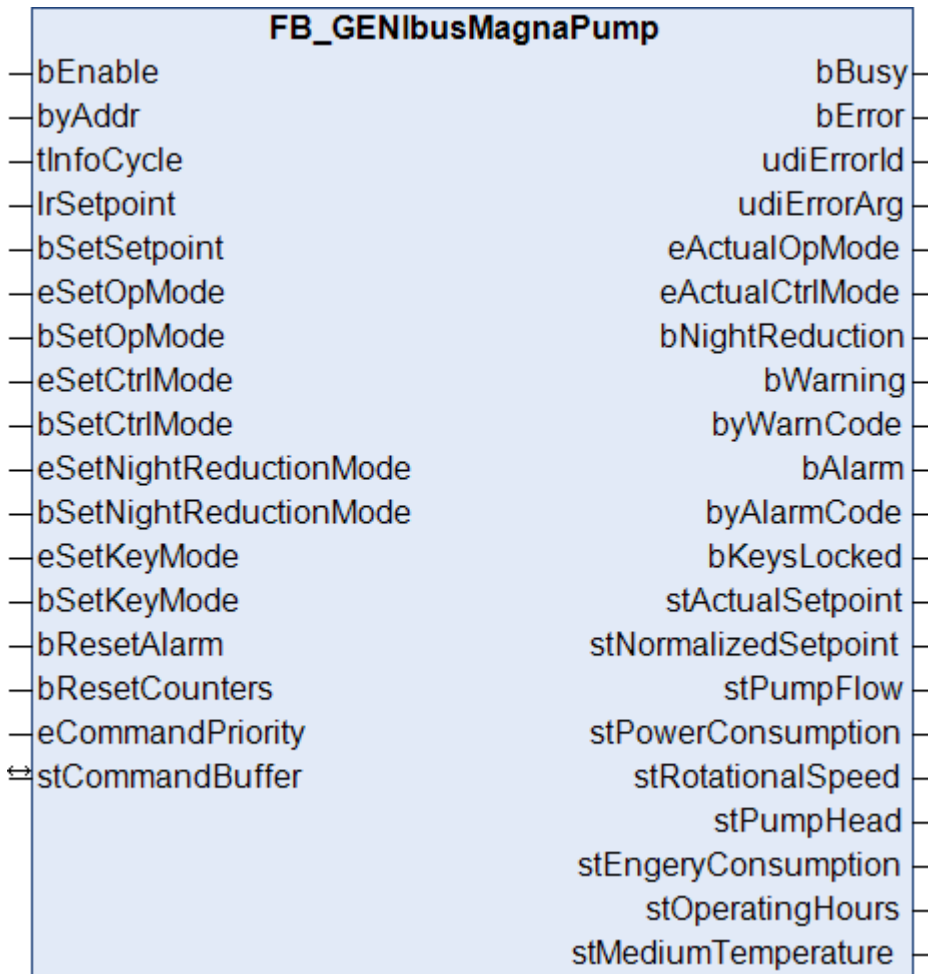 FB_GENIbusMagnaPump
bEnable bBusy
byAddr bError
tInfoCycle udiErrorId
lrSetpoint udiErrorArg
bSetSetpoint eActualOpMode
eSetOpMode eActualCtrlMode
bSetOpMode bNightReduction
eSetCtrlMode bWarning
bSetCtrlMode byWarnCode
eSetNightReductionMode bAlarm
bSetNightReductionMode byAlarmCode
eSetKeyMode bKeysLocked
bSetKeyMode stActualSetpoint
bResetAlarm stNormalizedSetpoint
bResetCounters stPumpFlow
eCommandPriority stPowerConsumption
stCommandBuffer stRotationalSpeed
stPumpHead
stEngeryConsumption
stOperatingHours
stMediumTemperature